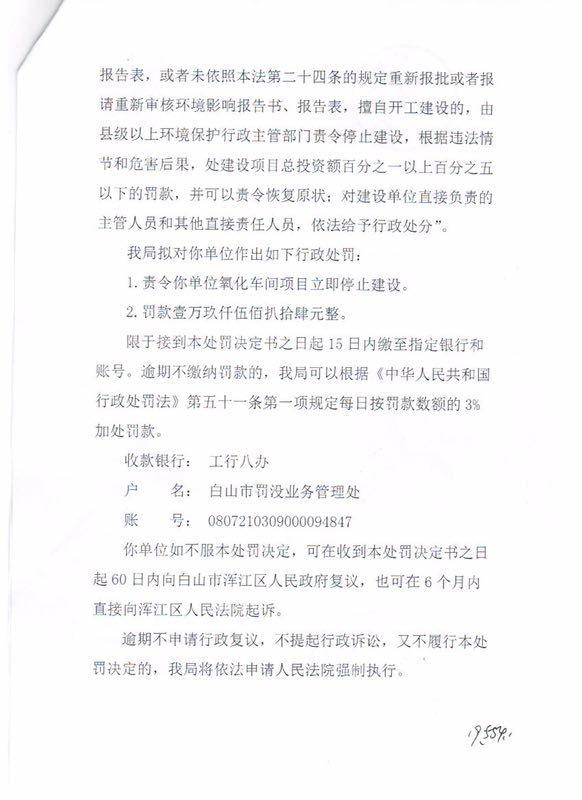 报告表，或者未依照本法第二十四条的规定重新报批或者报
请重新审核环境影响报告书、报告表，擅自开工建设的，由
县级以上环境保护行政主管部门责令停止建设，根据违法情
节和危害后果，处建设项目总投资额百分之一以上百分之五
以下的罚款，并可以责令恢复原状；对建设单位直接负责的
主管人员和其他直接责任人员，依法给予行政处分”。
我局拟对你单位作出如下行政处罚：
1.责令你单位氧化车间项目立即停止建设。
2.罚款壹万玖仟伍佰扒拾肆元整。
限于接到本处罚决定书之日起15日内缴至指定银行和
账号。逾期不缴纳罚款的，我局可以根据《中华人民共和国
行政处罚法》第五十一条第一项规定每日按罚款数额的3%
加处罚款。
收款银行： 工行八办
户 名： 白山市罚没业务管理处
账 号： 0807210309000094847
你单位如不服本处罚决定，可在收到本处罚决定书之日
起60日内向白山市浑江区人民政府复议，也可在6个月内
直接向浑江区人民法院起诉。
逾期不申请行政复议，不提起行政诉讼，又不履行本处
罚决定的，我局将依法申请人民法院强制执行。